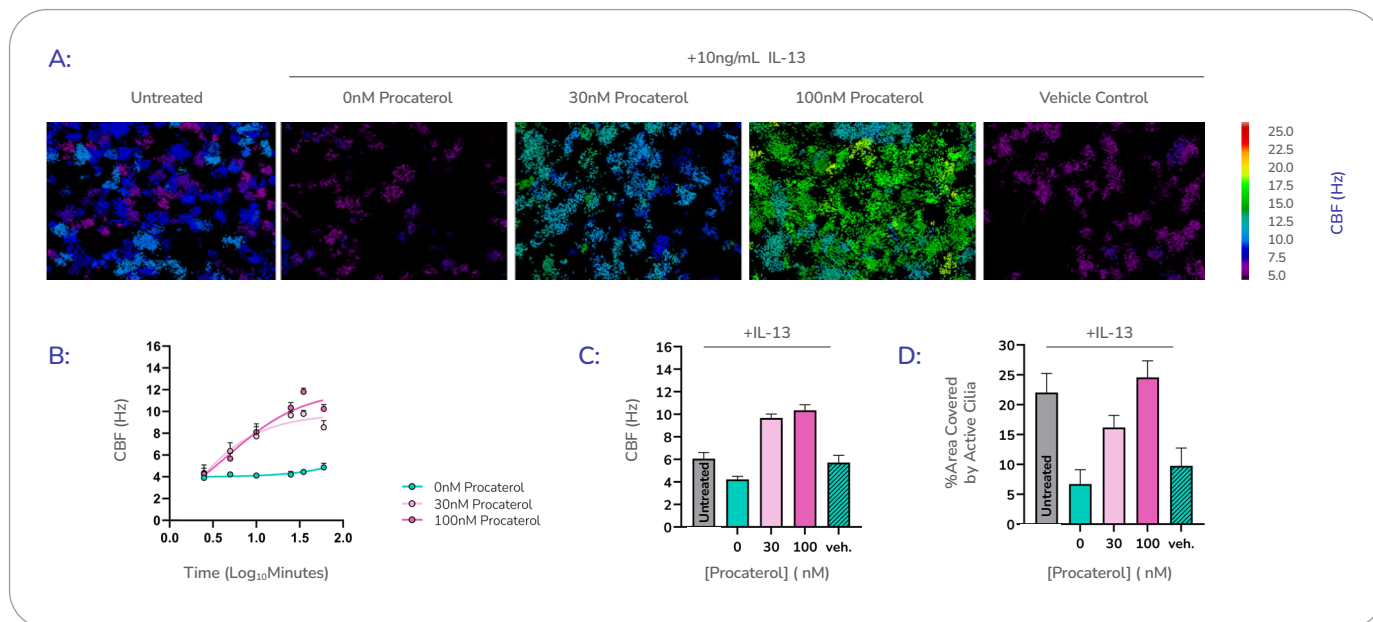 A:
+10ng/mL IL-13
Untreated
0nM Procaterol
30nM Procaterol
100nM Procaterol
Vehicle Control
25.0
22.5
20.0
17.5
15.0
12.5
10.0
7.5
5.0
CBF (Hz)
B:
16
14
12
10
8
6
4
2
0
CBF (Hz)
0.0 0.5 1.0 1.5 2.0
Time (Log₁₀Minutes)
0nM Procaterol
30nM Procaterol
100nM Procaterol
C:
+IL-13
16
14
12
10
8
6
4
2
0
CBF (Hz)
Untreated
0 30 100 veh.
[Procaterol] ( nM)
D:
+IL-13
30
25
20
15
10
5
0
%Area Covered
by Active Cilia
Untreated
0 30 100 veh.
[Procaterol] ( nM)